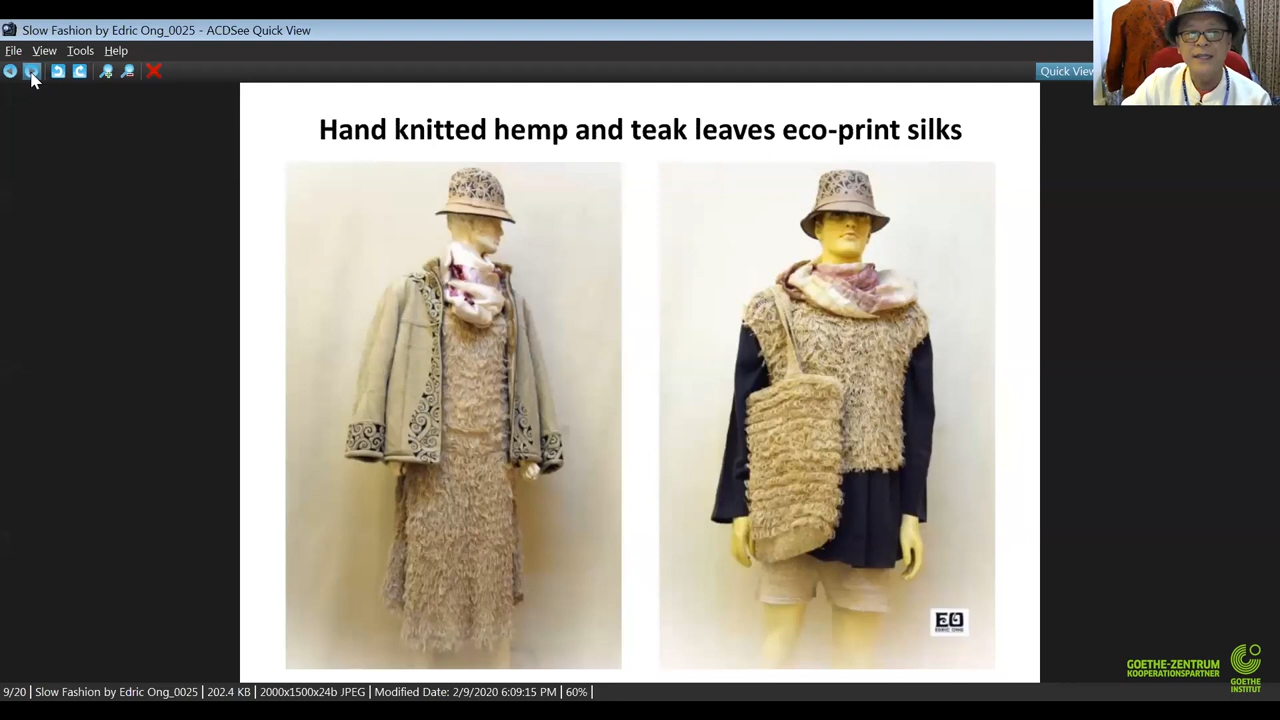 Slow Fashion by Edric Ong_0025 - ACDSee Quick View
File View Tools Help
Quick View
Hand knitted hemp and teak leaves eco-print silks
EO
EDRIC ONG
GOETHE-ZENTRUM
KOOPERATIONSPARTNER
GOETHE
INSTITUT
9/20 Slow Fashion by Edric Ong_0025 202.4 KB 2000x1500x24b JPEG Modified Date: 2/9/2020 6:09:15 PM 60%